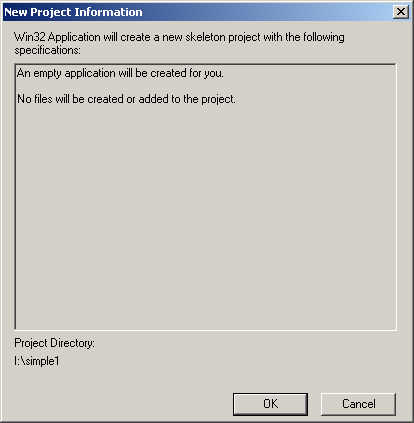 New Project Information
Win32 Application will create a new skeleton project with the following
specifications:
An empty application will be created for you.
No files will be created or added to the project.
Project Directory:
I:\simple1
OK
Cancel